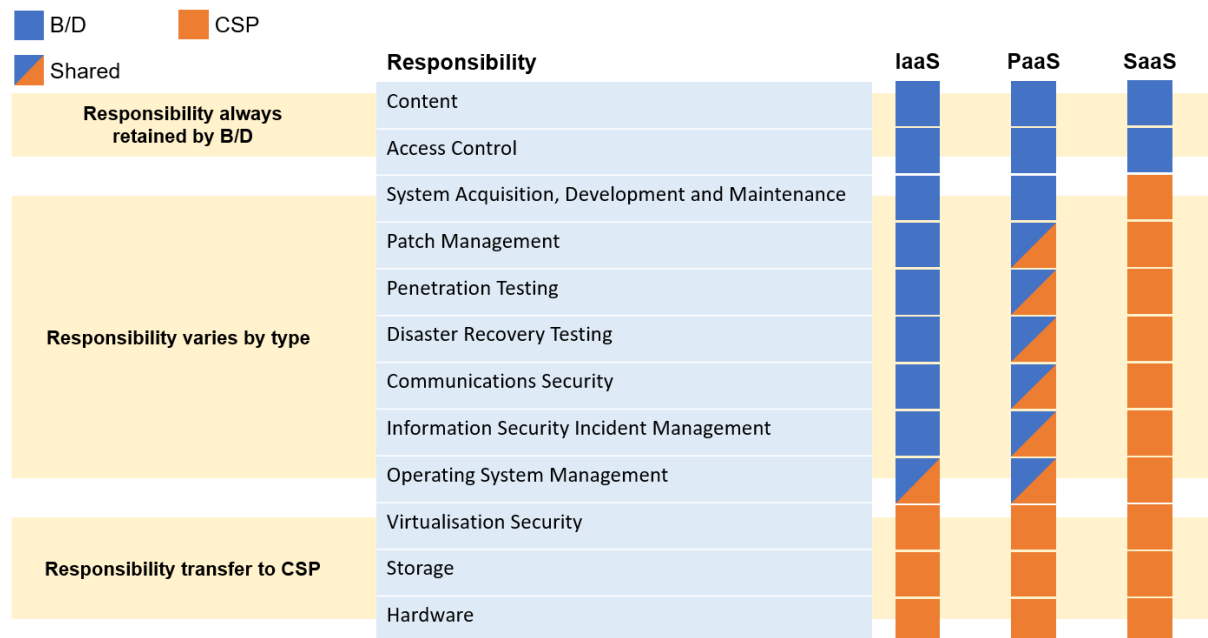 B/D
CSP
Shared
Responsibility
IaaS
PaaS
SaaS
Responsibility always
retained by B/D
Content
Access Control
Responsibility varies by type
System Acquisition, Development and Maintenance
Patch Management
Penetration Testing
Disaster Recovery Testing
Communications Security
Information Security Incident Management
Operating System Management
Responsibility transfer to CSP
Virtualisation Security
Storage
Hardware